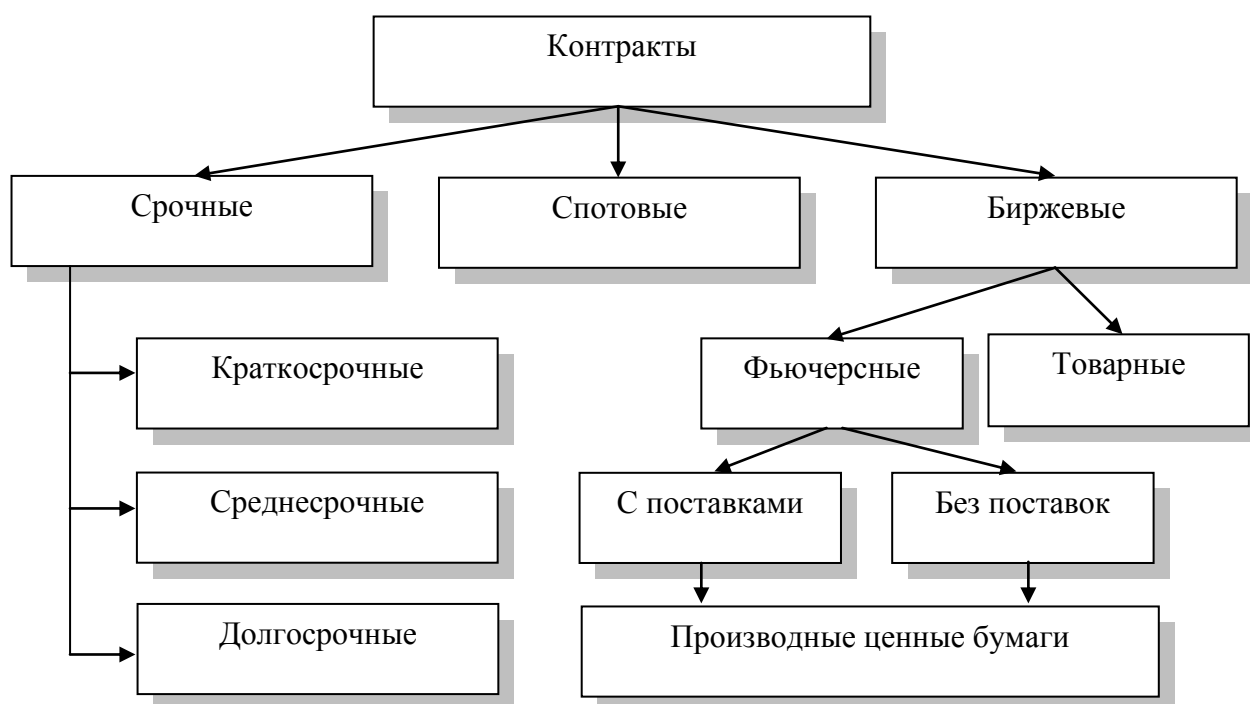 Контракты
Срочные
Спотовые
Биржевые
Краткосрочные
Фьючерсные
Товарные
Среднесрочные
С поставками
Без поставок
Долгосрочные
Производные ценные бумаги